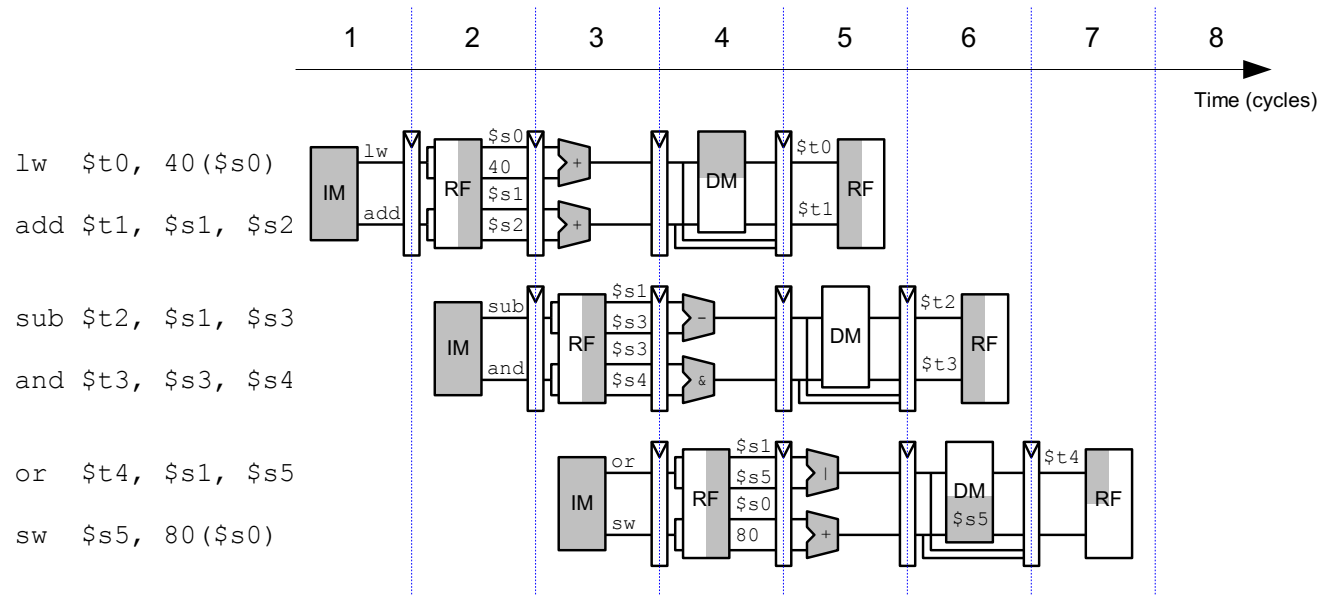 1 2 3 4 5 6 7 8
Time (cycles)
lw $t0, 40($s0)
add $t1, $s1, $s2
IM
lw
add
RF
$s0
40
$s1
$s2
+
+
DM
$t0
$t1
RF
sub $t2, $s1, $s3
and $t3, $s3, $s4
IM
sub
and
RF
$s1
$s3
$s3
$s4
-
&
DM
$t2
$t3
RF
or $t4, $s1, $s5
sw $s5, 80($s0)
IM
or
sw
RF
$s1
$s5
$s0
80
|
+
DM
$s5
$t4
RF